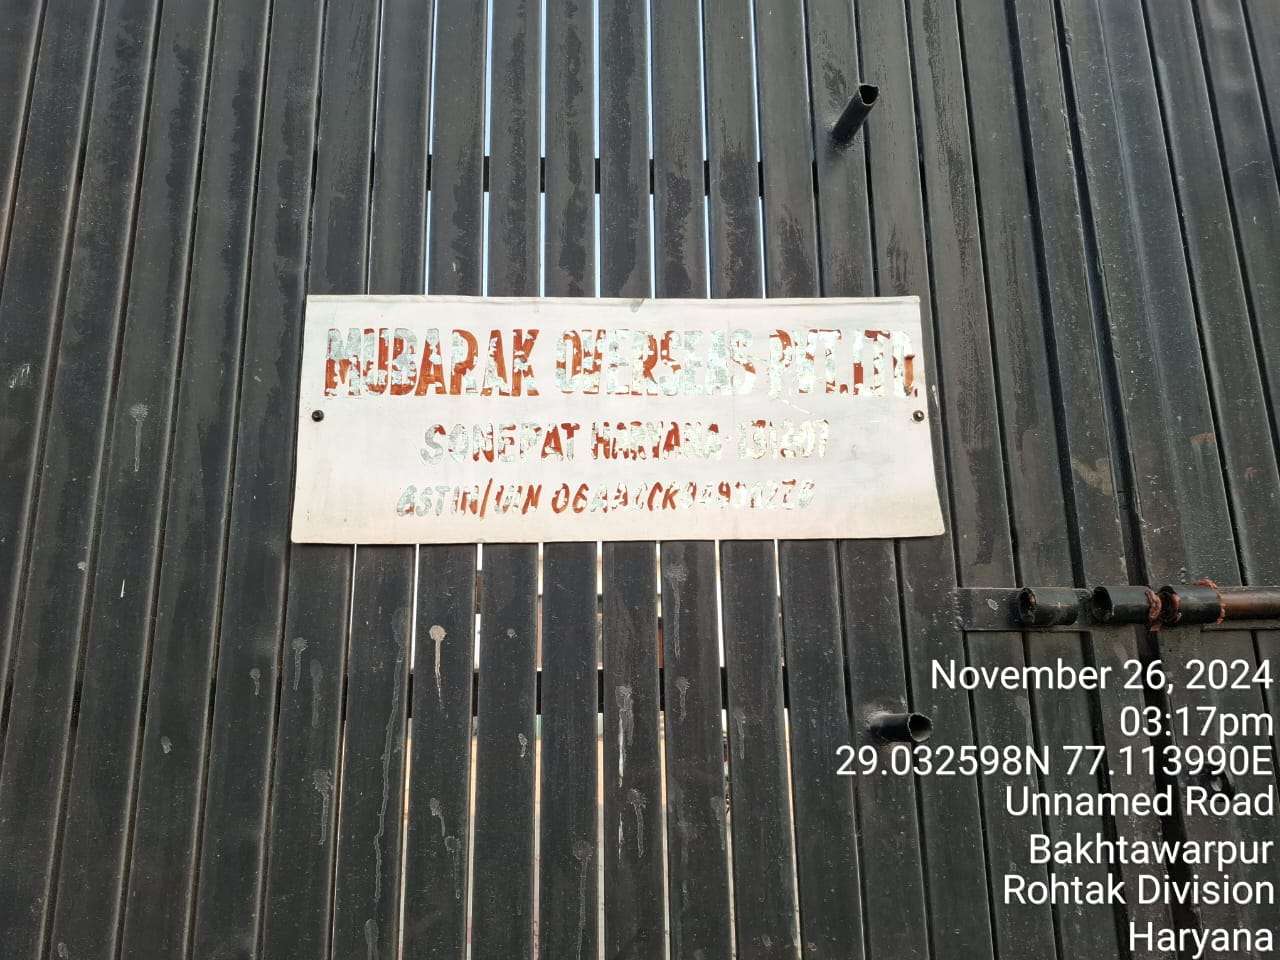 MUBARAK OVERSEAS PVT. LTD.
SONEPAT HARYANA
GSTIN/UIN
November 26, 2024
03:17pm
29.032598N 77.113990E
Unnamed Road
Bakhtawarpur
Rohtak Division
Haryana